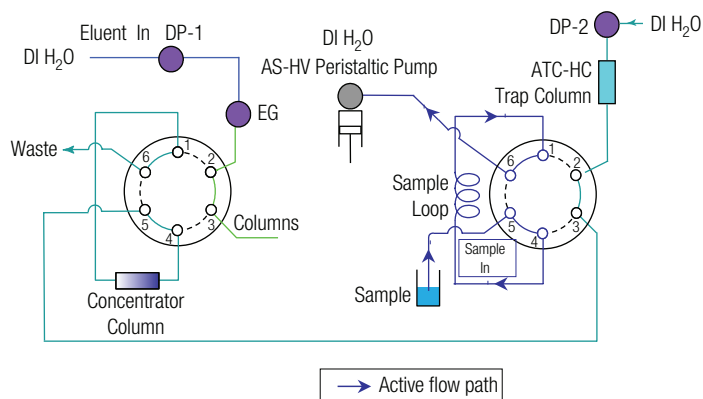 Eluent In DP-1
DI H2O
EG
Waste
1
2
3
4
5
6
Columns
Concentrator
Column
DI H2O
AS-HV Peristaltic Pump
DP-2
DI H2O
ATC-HC
Trap Column
Sample
Loop
1
2
3
4
5
6
Sample
In
Sample
Active flow path